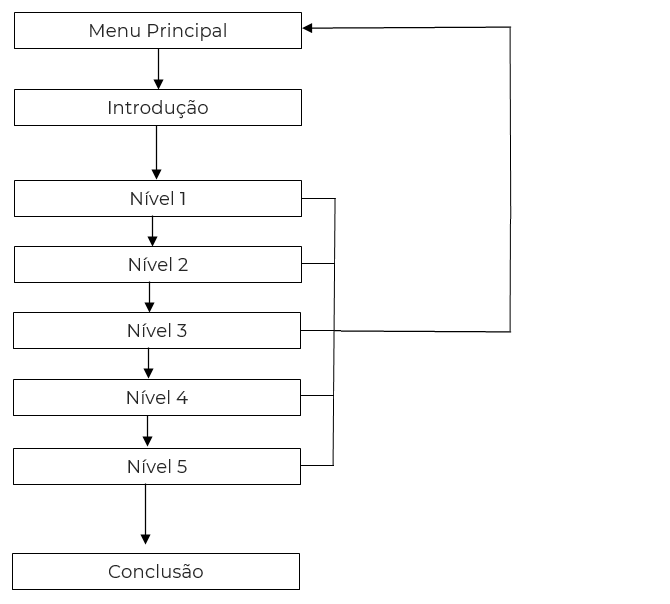 Menu Principal
Introdução
Nível 1
Nível 2
Nível 3
Nível 4
Nível 5
Conclusão